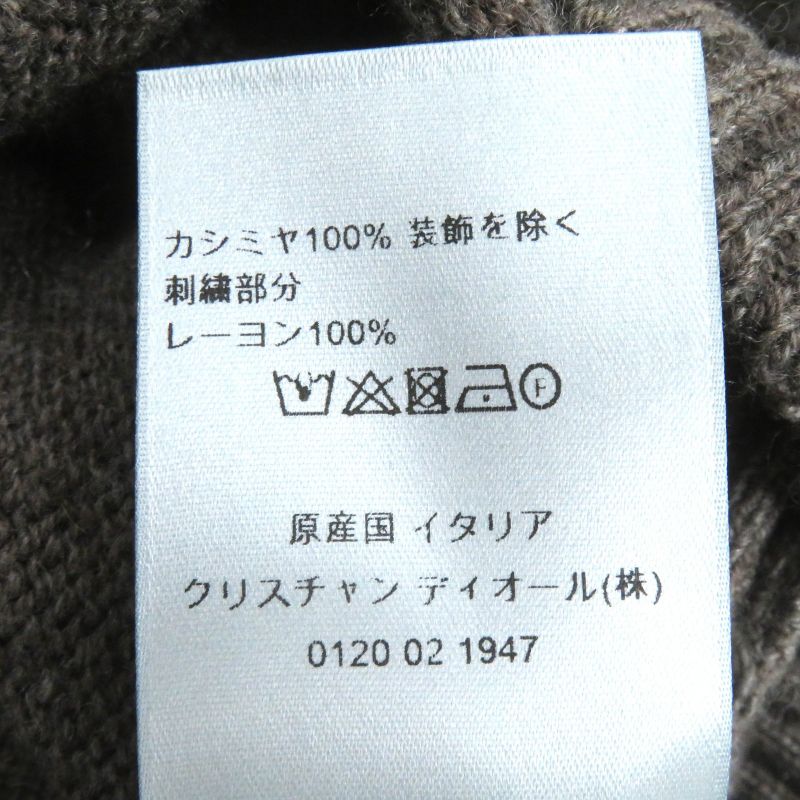 カシミヤ100% 装飾を除く
刺繍部分
レーヨン100%
F
原産国 イタリア
クリスチャン ディオール(株)
0120 02 1947